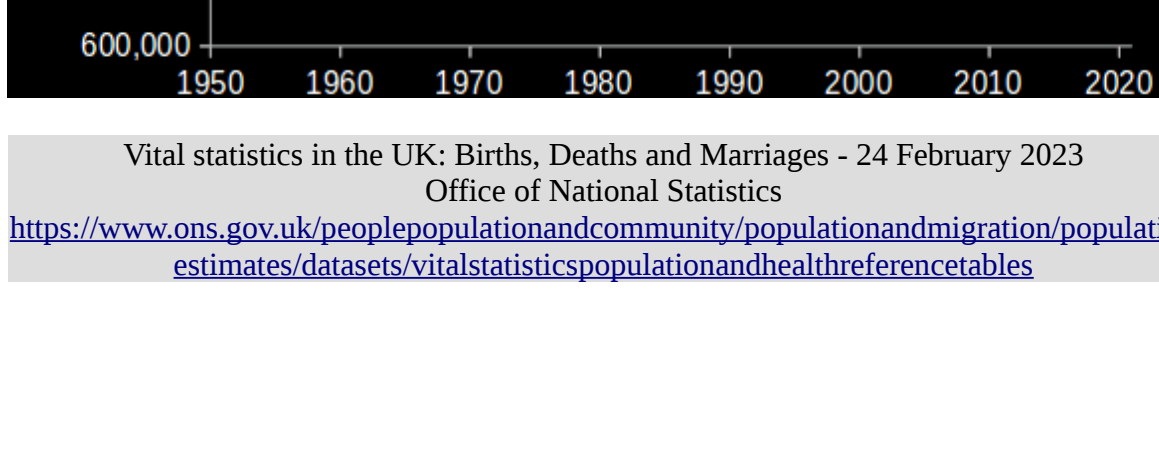 600,000
1950 1960 1970 1980 1990 2000 2010 2020
Vital statistics in the UK: Births, Deaths and Marriages - 24 February 2023
Office of National Statistics
https://www.ons.gov.uk/peoplepopulationandcommunity/populationandmigration/populati
estimates/datasets/vitalstatisticspopulationandhealthreferencetables